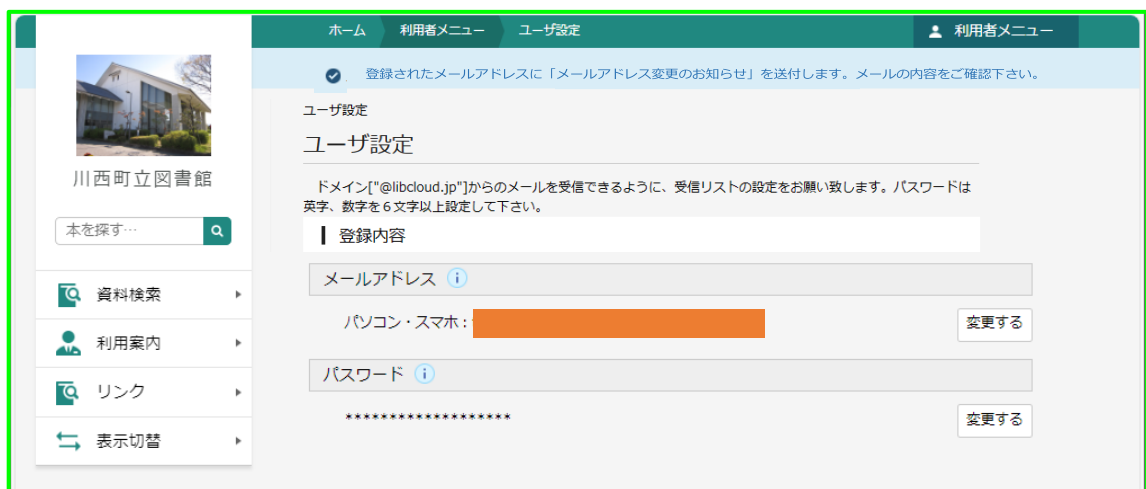 ホーム 利用者メニュー ユーザ設定 利用者メニュー
登録されたメールアドレスに「メールアドレス変更のお知らせ」を送付します。メールの内容をご確認下さい。
川西町立図書館
本を探す…
資料検索
利用案内
リンク
表示切替
ユーザ設定
ユーザ設定
ドメイン["@libcloud.jp"]からのメールを受信できるように、受信リストの設定をお願い致します。パスワードは
英字、数字を6文字以上設定して下さい。
登録内容
メールアドレス i
パソコン・スマホ : 変更する
パスワード i
******************* 変更する